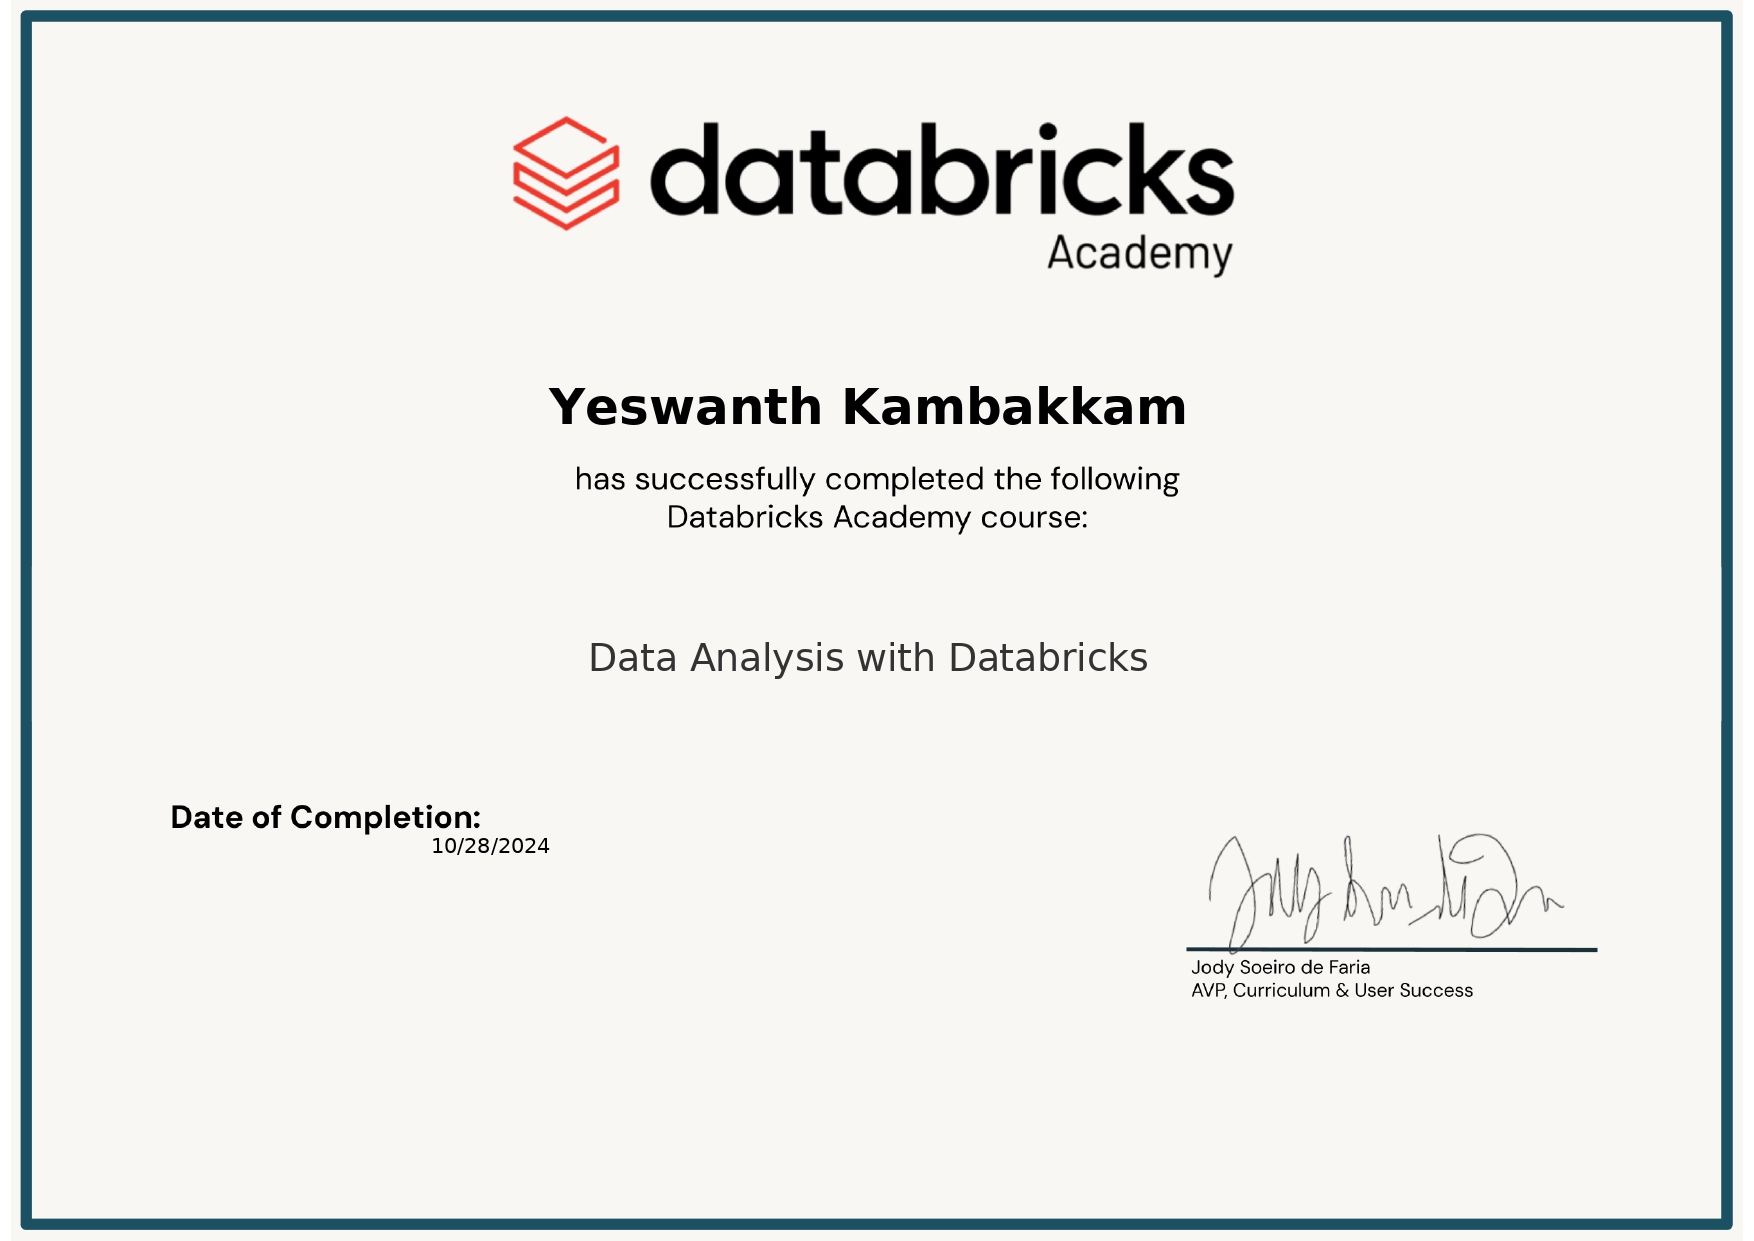 databricks
Academy
Yeswanth Kambakkam
has successfully completed the following
Databricks Academy course:
Data Analysis with Databricks
Date of Completion:
10/28/2024
Jody Soeiro de Faria
AVP, Curriculum & User Success